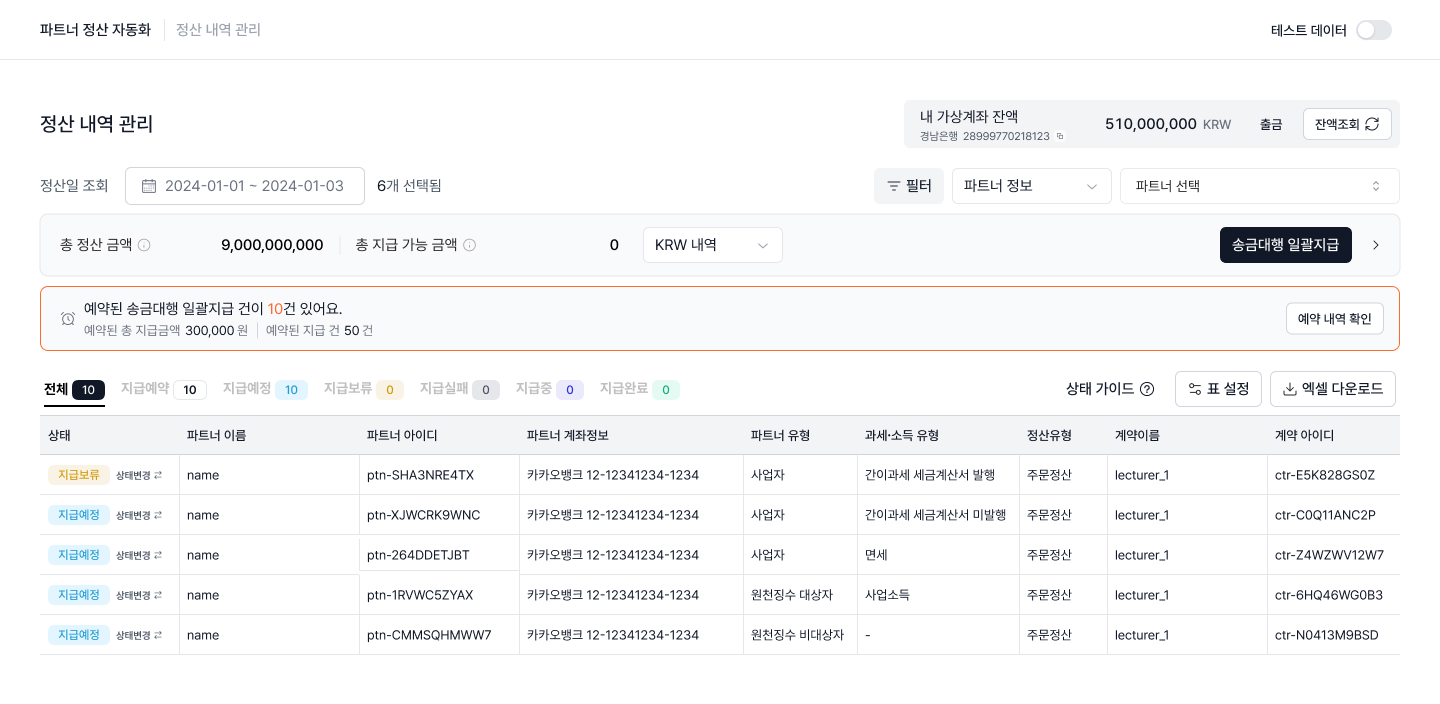 파트너 정산 자동화 정산 내역 관리 테스트 데이터
정산 내역 관리
내 가상계좌 잔액
경남은행 28999770218123
510,000,000 KRW 출금 잔액조회
정산일 조회 2024-01-01 ~ 2024-01-03 6개 선택됨 필터 파트너 정보 파트너 선택
총 정산 금액 9,000,000,000 총 지급 가능 금액 0 KRW 내역 송금대행 일괄지급
예약된 송금대행 일괄지급 건이 10건 있어요.
예약된 총 지급금액 300,000 원 예약된 지급 건 50 건
예약 내역 확인
전체 10 지급예약 10 지급예정 10 지급보류 0 지급실패 0 지급중 0 지급완료 0 상태 가이드 표 설정 엑셀 다운로드
상태 파트너 이름 파트너 아이디 파트너 계좌정보 파트너 유형 과세·소득 유형 정산유형 계약이름 계약 아이디
지급보류 상태변경 name ptn-SHA3NRE4TX 카카오뱅크 12-12341234-1234 사업자 간이과세 세금계산서 발행 주문정산 lecturer_1 ctr-E5K828GS0Z
지급예정 상태변경 name ptn-XJWCRK9WNC 카카오뱅크 12-12341234-1234 사업자 간이과세 세금계산서 미발행 주문정산 lecturer_1 ctr-C0Q11ANC2P
지급예정 상태변경 name ptn-264DDETJBT 카카오뱅크 12-12341234-1234 사업자 면세 주문정산 lecturer_1 ctr-Z4WZWV12W7
지급예정 상태변경 name ptn-1RVWC5ZYAX 카카오뱅크 12-12341234-1234 원천징수 대상자 사업소득 주문정산 lecturer_1 ctr-6HQ46WG0B3
지급예정 상태변경 name ptn-CMMSQHMWW7 카카오뱅크 12-12341234-1234 원천징수 비대상자 - 주문정산 lecturer_1 ctr-N0413M9BSD